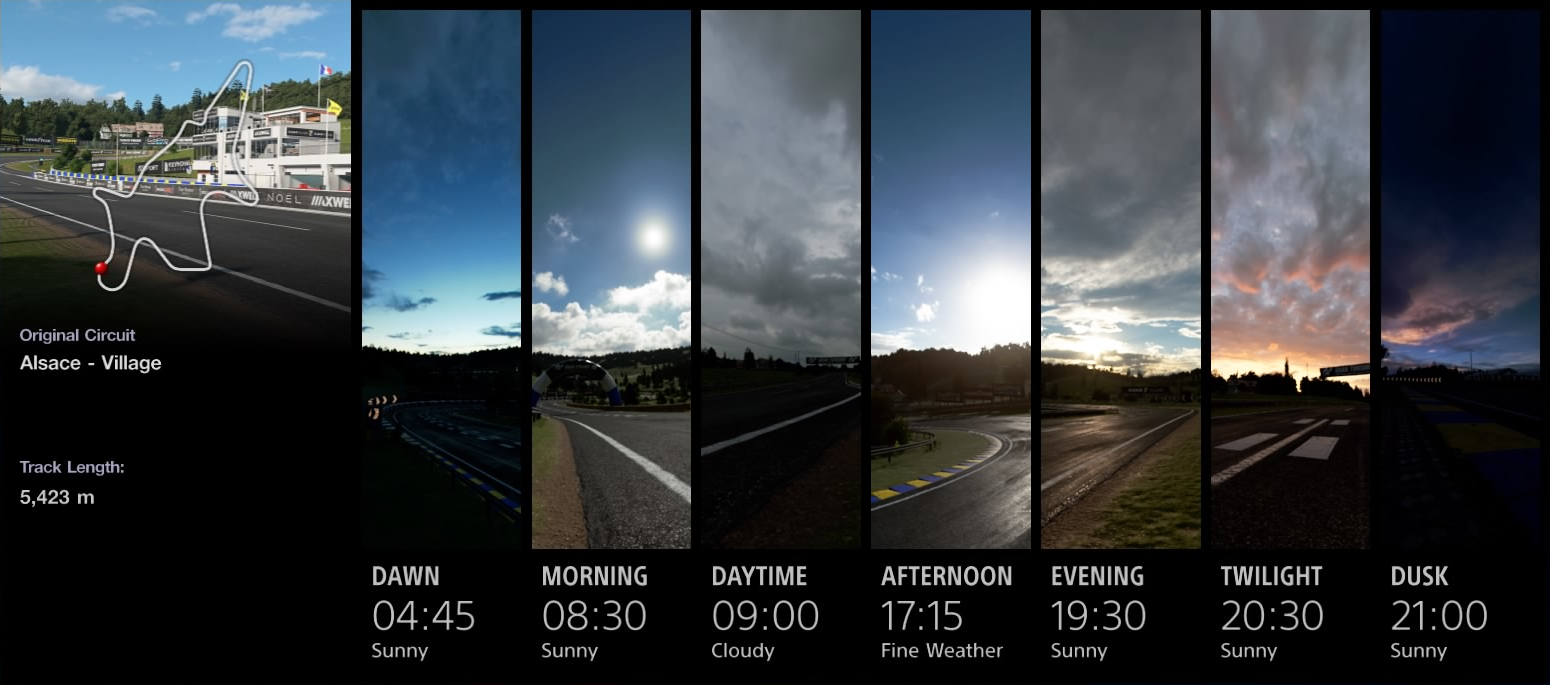 NOEL
Original Circuit
Alsace - Village
Track Length:
5,423 m
DAWN
04:45
Sunny
MORNING
08:30
Sunny
DAYTIME
09:00
Cloudy
AFTERNOON
17:15
Fine Weather
EVENING
19:30
Sunny
TWILIGHT
20:30
Sunny
DUSK
21:00
Sunny